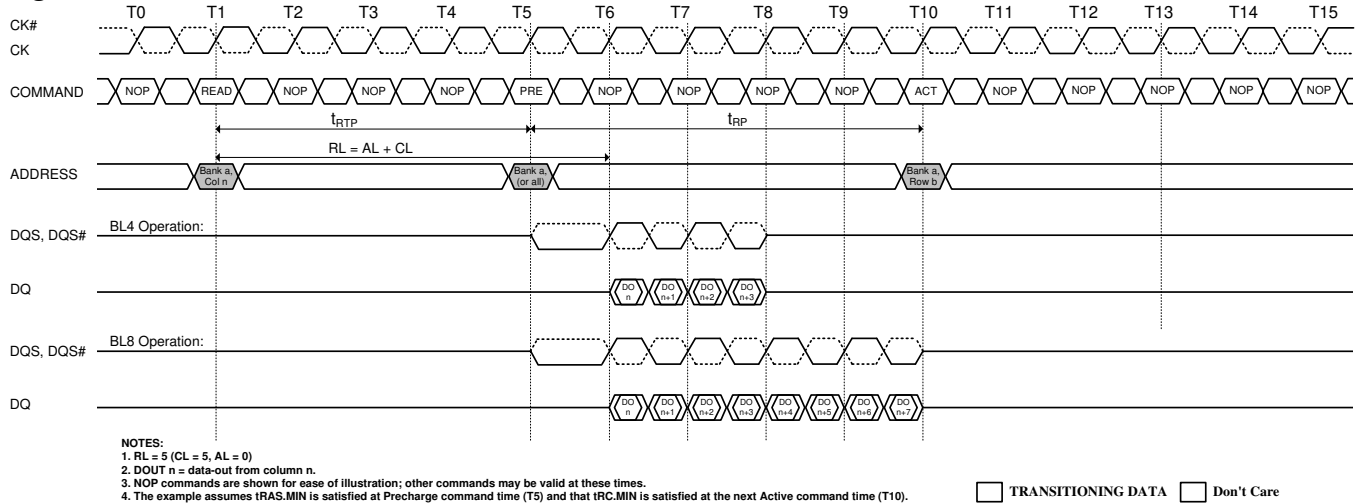 T0 T1 T2 T3 T4 T5 T6 T7 T8 T9 T10 T11 T12 T13 T14 T15
CK#
CK
COMMAND NOP READ NOP NOP NOP PRE NOP NOP NOP NOP ACT NOP NOP NOP NOP NOP
tRTP tRP
RL = AL + CL
ADDRESS
Bank a, Col n
Bank a, (or all)
Bank a, Row b
BL4 Operation:
DQS, DQS#
DQ DO n DO n+1 DO n+2 DO n+3
BL8 Operation:
DQS, DQS#
DQ DO n DO n+1 DO n+2 DO n+3 DO n+4 DO n+5 DO n+6 DO n+7
NOTES:
1. RL = 5 (CL = 5, AL = 0)
2. DOUT n = data-out from column n.
3. NOP commands are shown for ease of illustration; other commands may be valid at these times.
4. The example assumes tRAS.MIN is satisfied at Precharge command time (T5) and that tRC.MIN is satisfied at the next Active command time (T10).
TRANSITIONING DATA Don't Care